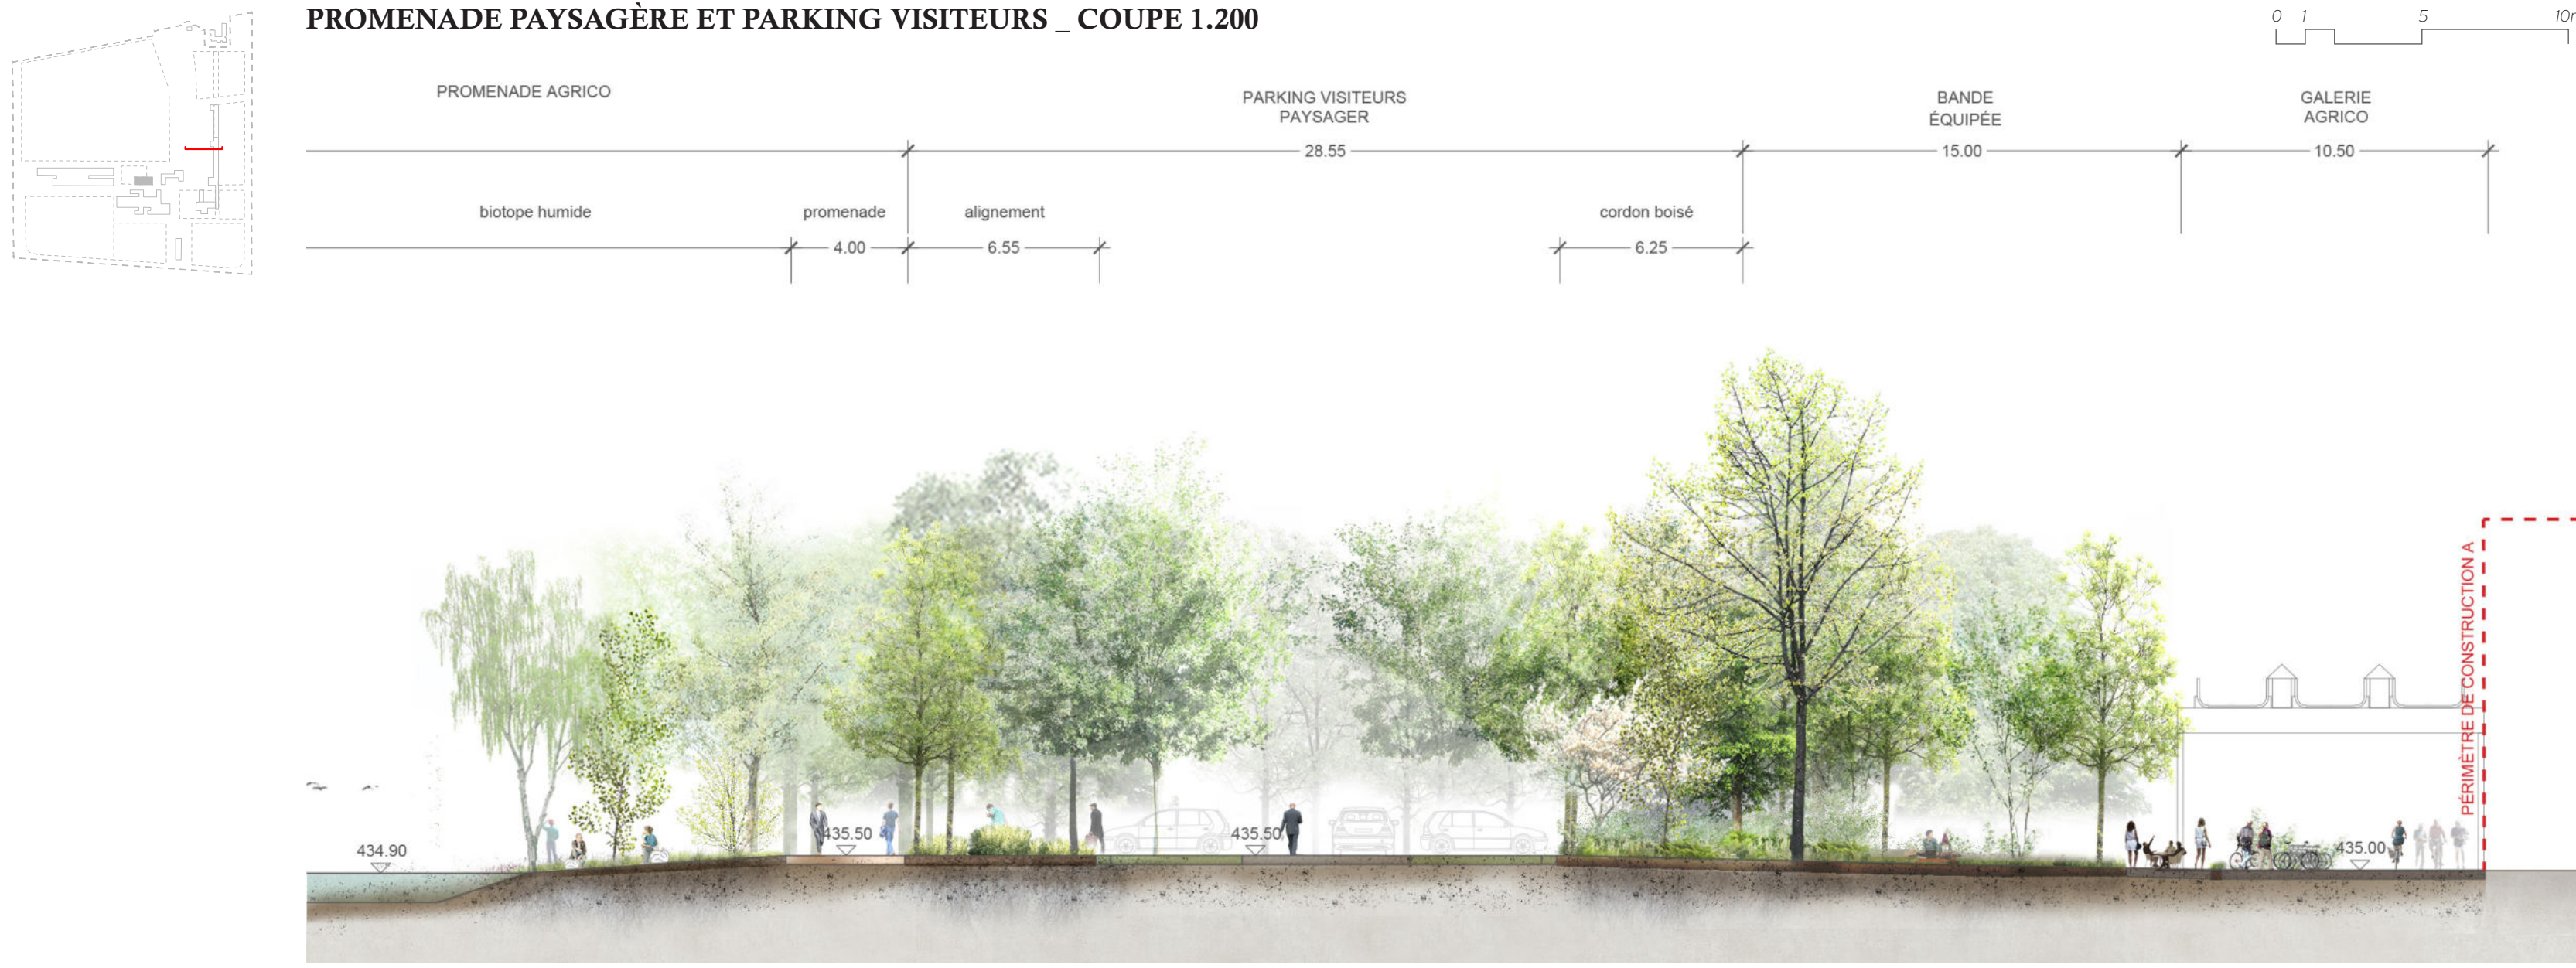 PROMENADE PAYSAGÈRE ET PARKING VISITEURS _ COUPE 1.200
0 1 5 10m
PROMENADE AGRICO
PARKING VISITEURS
PAYSAGER
BANDE
ÉQUIPÉE
GALERIE
AGRICO
28.55
15.00
10.50
biotope humide
promenade
alignement
cordon boisé
4.00
6.55
6.25
PÉRIMÈTRE DE CONSTRUCTION A
434.90
435.50
435.50
435.00